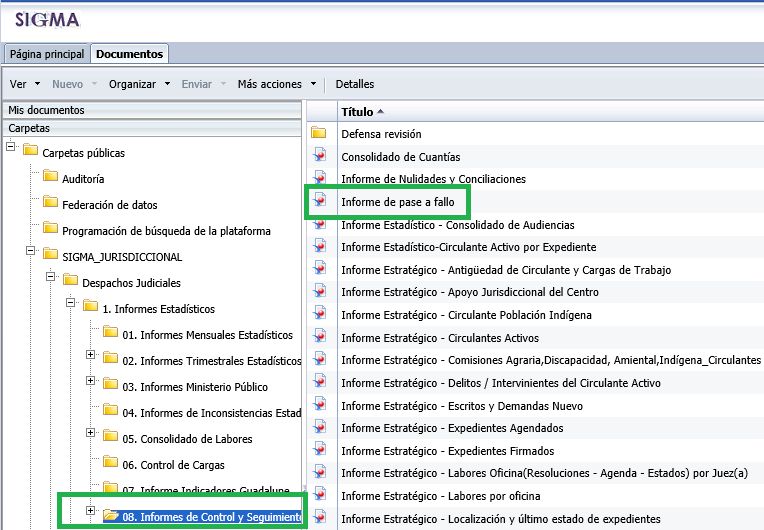 SIGMA
Página principal
Documentos
Ver
Nuevo
Organizar
Enviar
Más acciones
Detalles
Mis documentos
Carpetas
Carpetas públicas
Auditoría
Federación de datos
Programación de búsqueda de la plataforma
SIGMA_JURISDICCIONAL
Despachos Judiciales
1. Informes Estadísticos
01. Informes Mensuales Estadísticos
02. Informes Trimestrales Estadísticos
03. Informes Ministerio Público
04. Informes de Inconsistencias Estad
05. Consolidado de Labores
06. Control de Cargas
07. Informe Indicadores Guadalupe
08. Informes de Control y Seguimient
Título
Defensa revisión
Consolidado de Cuantías
Informe de Nulidades y Conciliaciones
Informe de pase a fallo
Informe Estadístico - Consolidado de Audiencias
Informe Estadístico-Circulante Activo por Expediente
Informe Estratégico - Antigüedad de Circulante y Cargas de Trabajo
Informe Estratégico - Apoyo Jurisdiccional del Centro
Informe Estratégico - Circulante Población Indígena
Informe Estratégico - Circulantes Activos
Informe Estratégico - Comisiones Agraria,Discapacidad, Amiental,Indígena_Circulantes
Informe Estratégico - Delitos / Intervinientes del Circulante Activo
Informe Estratégico - Escritos y Demandas Nuevo
Informe Estratégico - Expedientes Agendados
Informe Estratégico - Expedientes Firmados
Informe Estratégico - Labores Oficina(Resoluciones - Agenda - Estados) por Juez(a)
Informe Estratégico - Labores por oficina
Informe Estratégico - Localización y último estado de expedientes